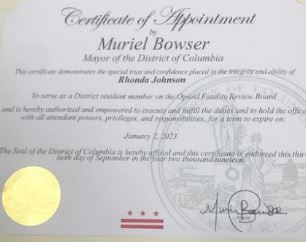 Certificate of Appointment
by
Muriel Bowser
Mayor of the District of Columbia
This certificate demonstrates the special trust and confidence placed in the integrity and ability of
Rhonda Johnson
To serve as a District resident member on the Opioid Fatality Review Board
and is hereby authorized and empowered to execute and fulfill the duties and to hold the office
with all attendant powers, privileges, and responsibilities, for a term to expire on:
January 2, 2023
The Seal of the District of Columbia is hereby affixed and this certificate is endorsed this thir-
tieth day of September in the year two thousand nineteen.
Muriel Bowser